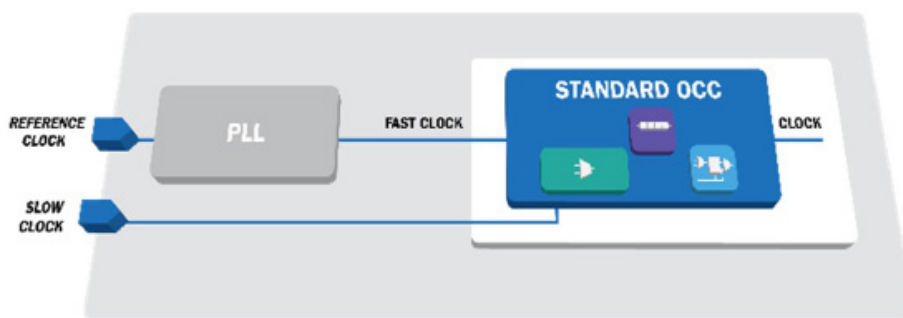 STANDARD OCC
REFERENCE
CLOCK
PLL
FAST CLOCK
CLOCK
SLOW
CLOCK